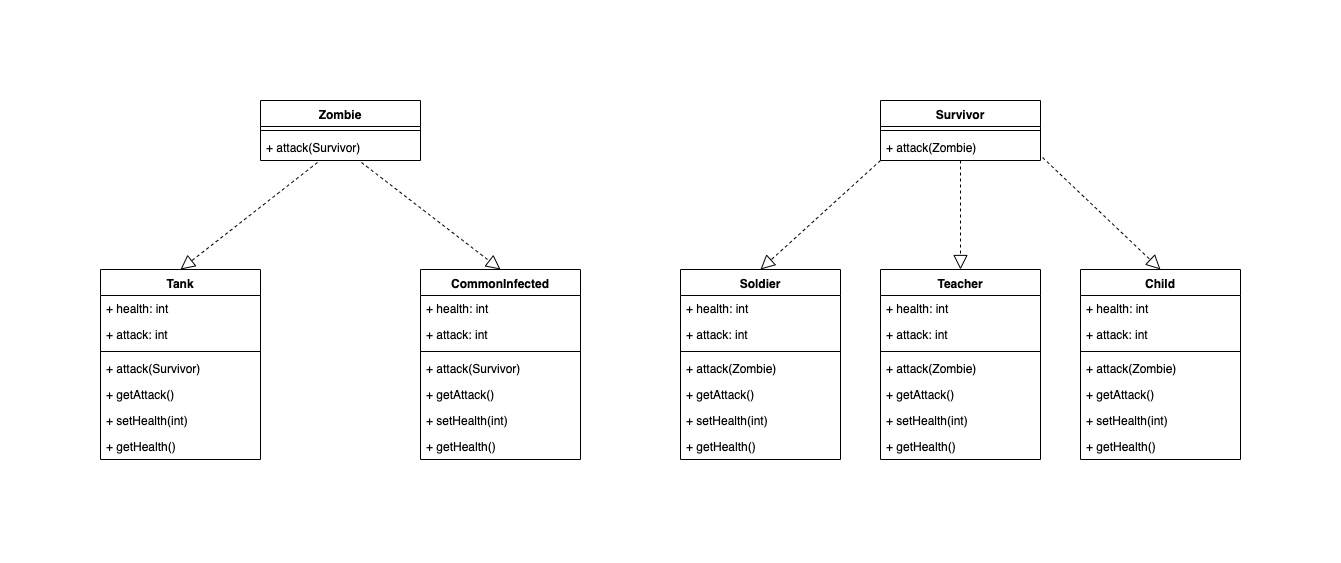 Zombie
+ attack(Survivor)
Survivor
+ attack(Zombie)
Tank
+ health: int
+ attack: int
+ attack(Survivor)
+ getAttack()
+ setHealth(int)
+ getHealth()
CommonInfected
+ health: int
+ attack: int
+ attack(Survivor)
+ getAttack()
+ setHealth(int)
+ getHealth()
Soldier
+ health: int
+ attack: int
+ attack(Zombie)
+ getAttack()
+ setHealth(int)
+ getHealth()
Teacher
+ health: int
+ attack: int
+ attack(Zombie)
+ getAttack()
+ setHealth(int)
+ getHealth()
Child
+ health: int
+ attack: int
+ attack(Zombie)
+ getAttack()
+ setHealth(int)
+ getHealth()